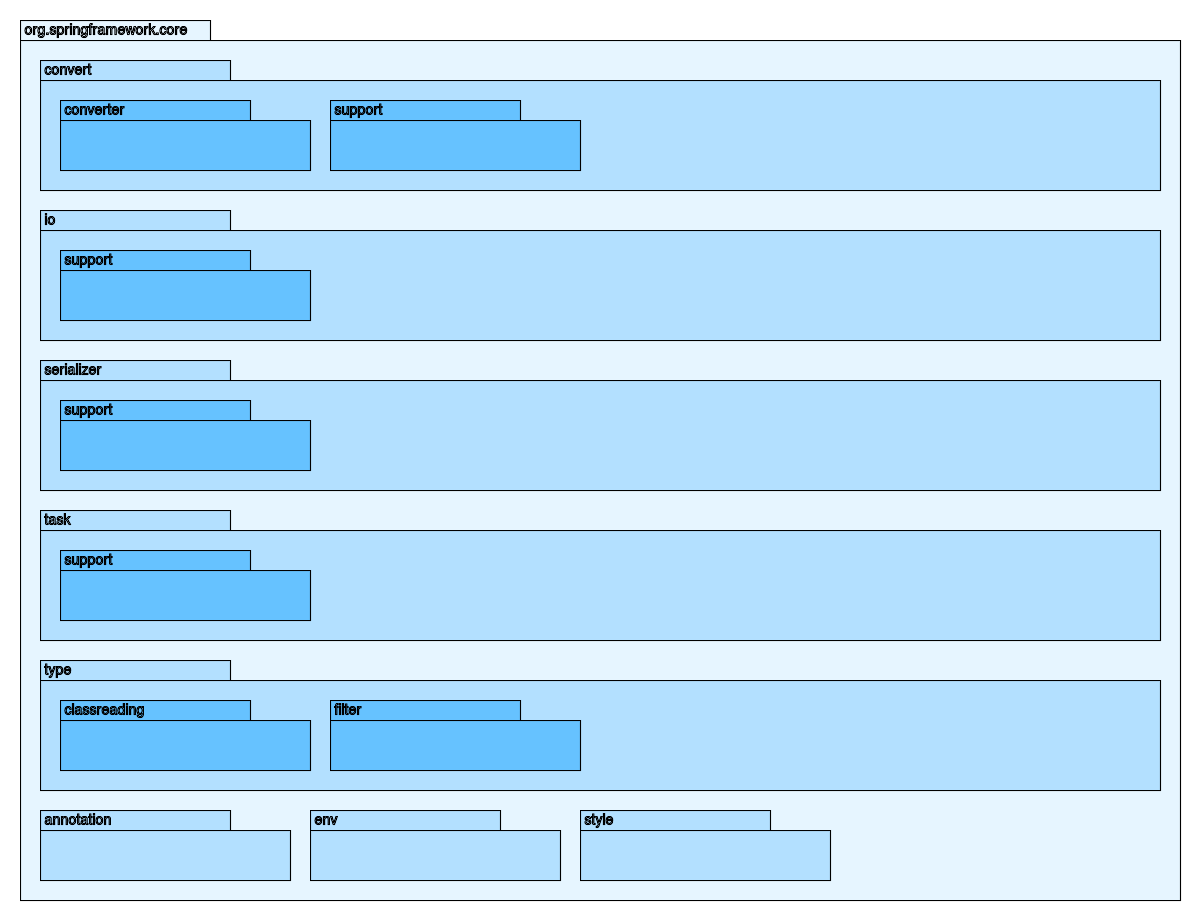 org.springframework.core
convert
converter
support
io
support
serializer
support
task
support
type
classreading
filter
annotation
env
style